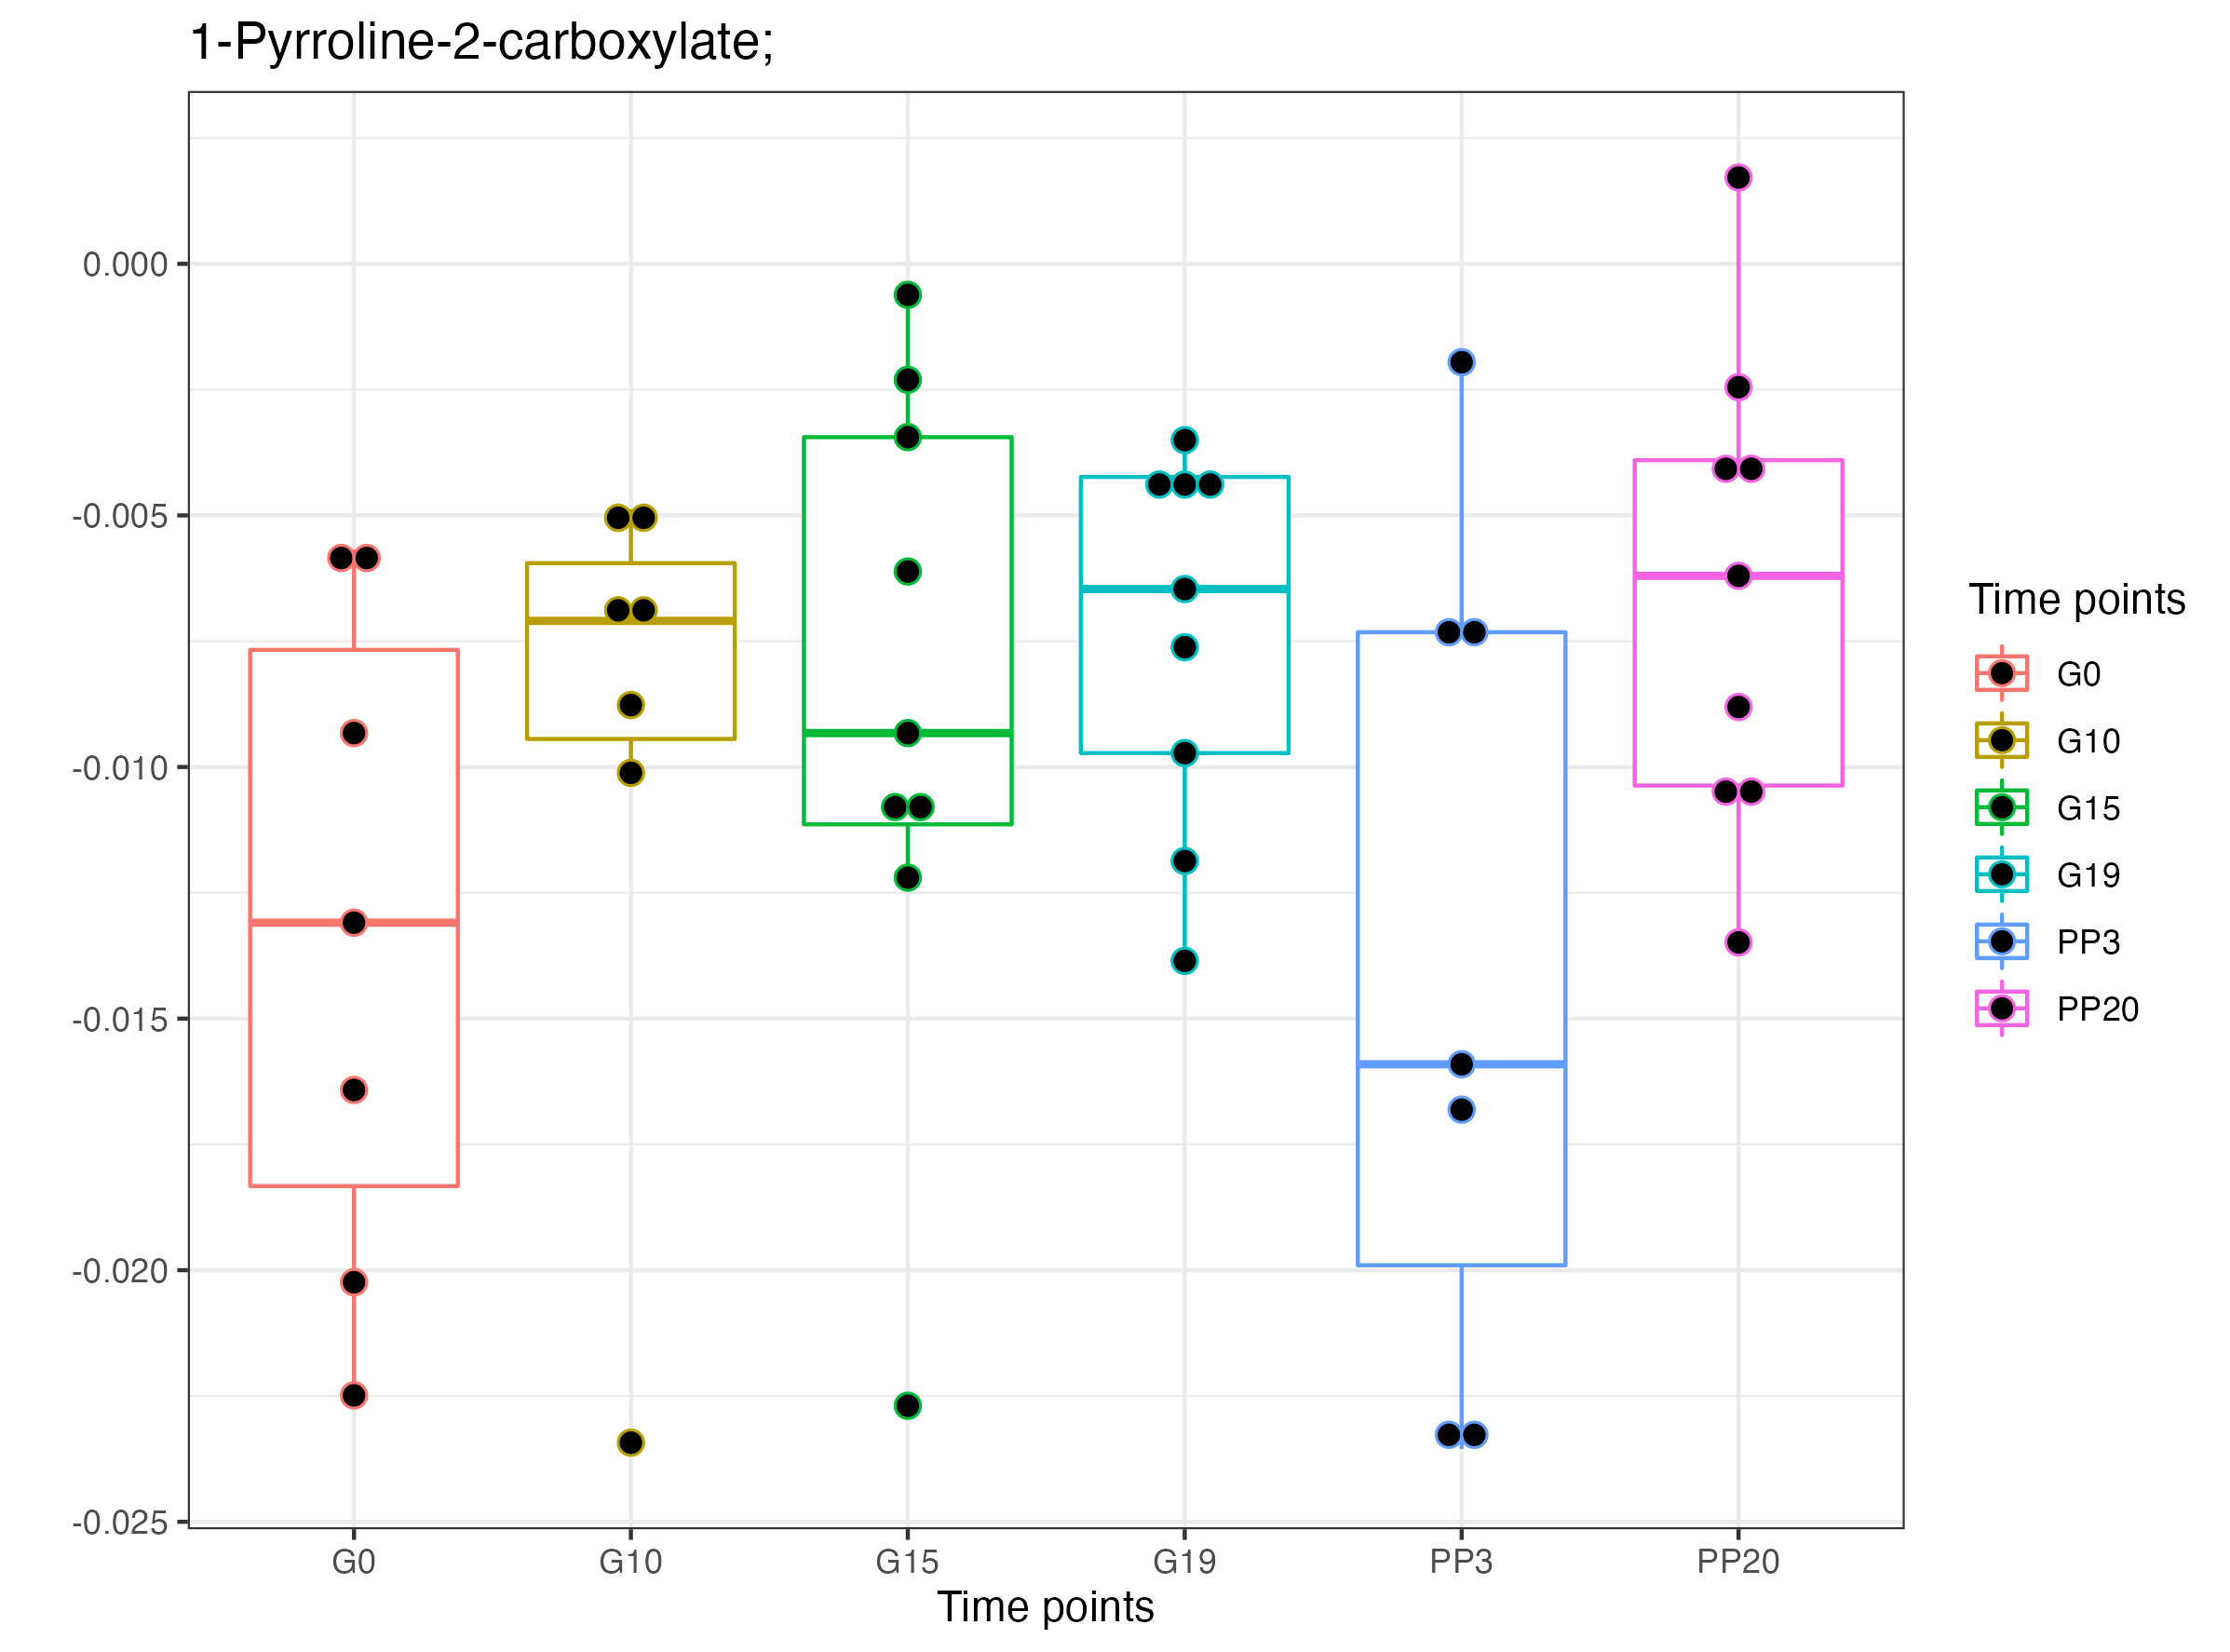 1-Pyrroline-2-carboxylate;
0.000
-0.005
-0.010
-0.015
-0.020
-0.025
G0 G10 G15 G19 PP3 PP20
Time points
Time points
G0
G10
G15
G19
PP3
PP20